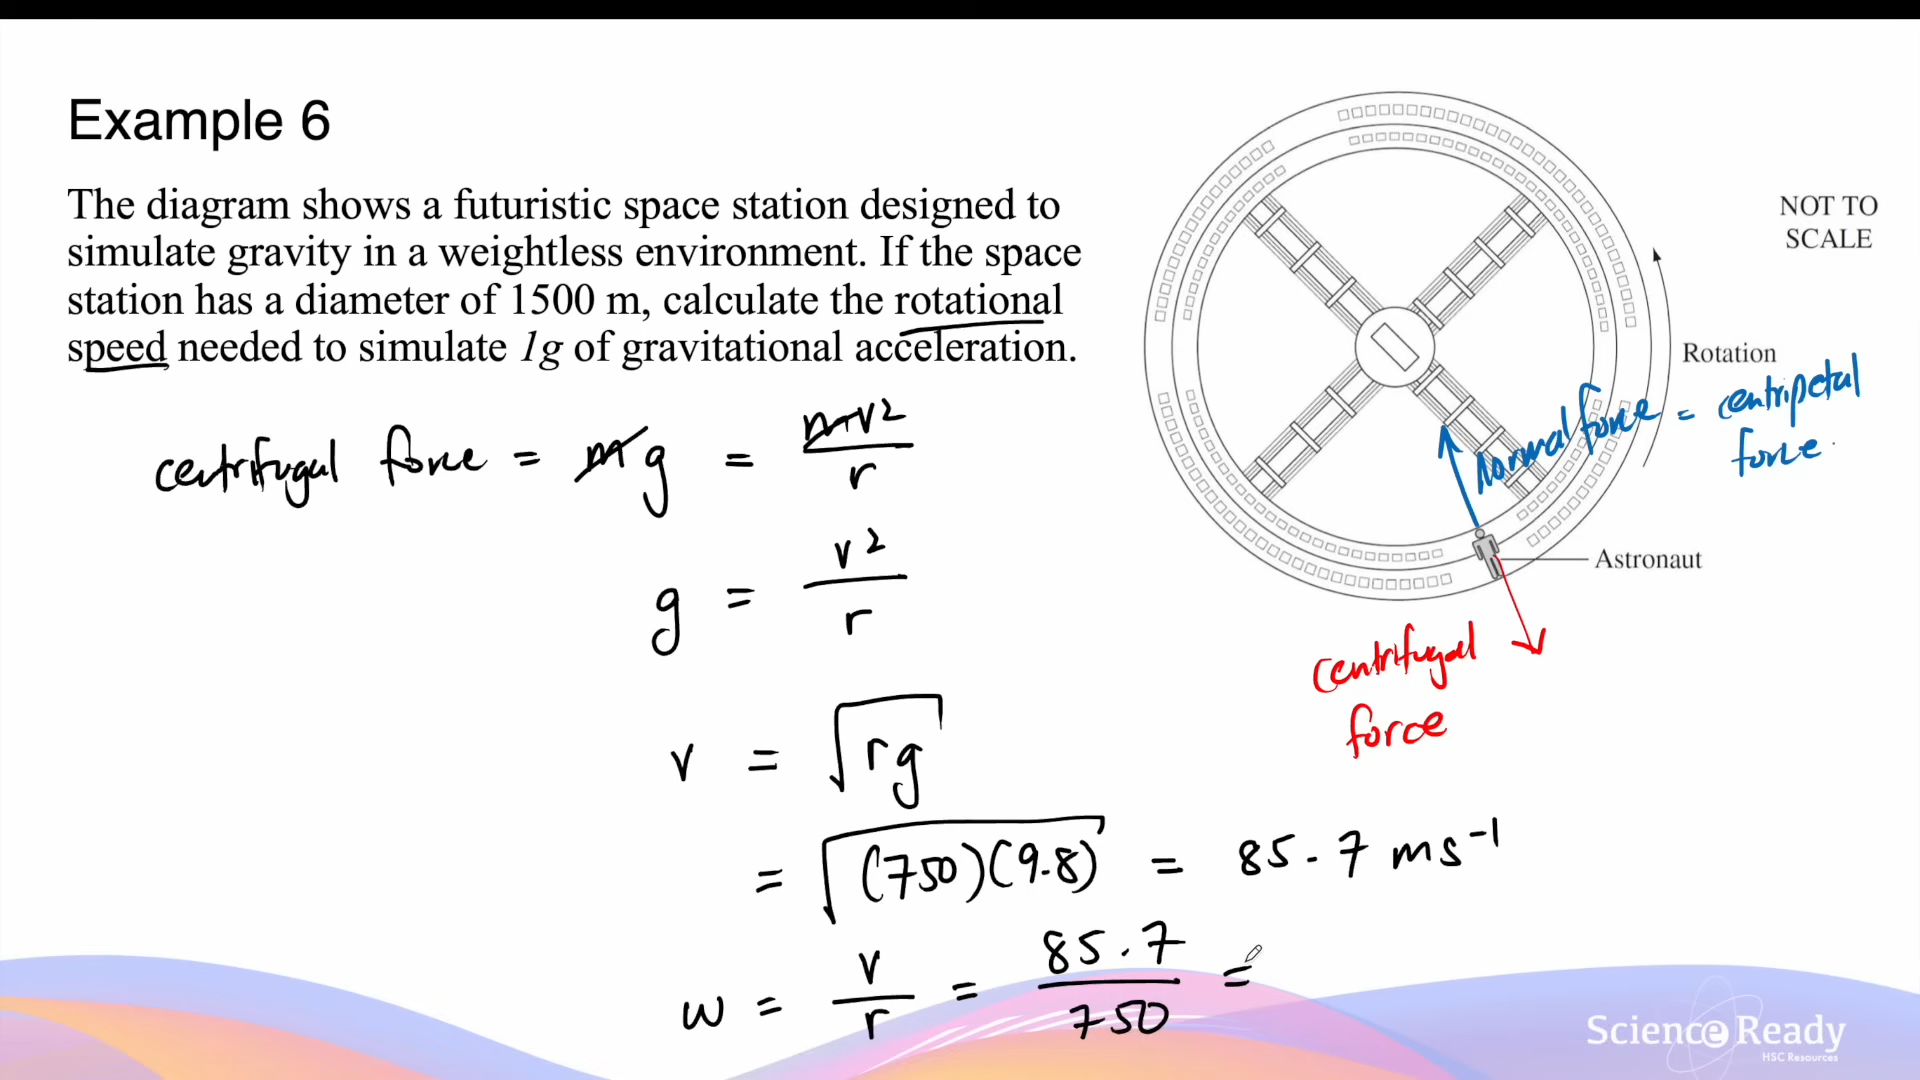 Example 6
The diagram shows a futuristic space station designed to
simulate gravity in a weightless environment. If the space
station has a diameter of 1500 m, calculate the rotational
speed needed to simulate 1g of gravitational acceleration.
NOT TO
SCALE
Rotation
normal force = centripetal
force
Astronaut
centrifugal
force
centrifugal force = mg = mv²/r
g = v²/r
v = √rg
= √(750)(9.8) = 85.7 ms⁻¹
w = v/r = 85.7/750 =
Science Ready
HSC Resources